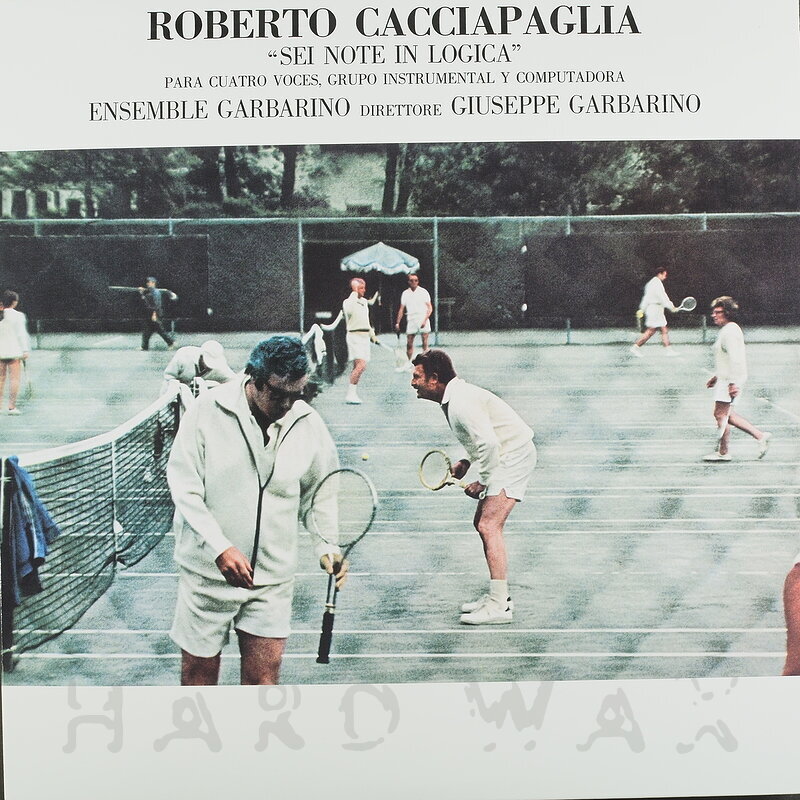 ROBERTO CACCIAPAGLIA
“SEI NOTE IN LOGICA”
PARA CUATRO VOCES, GRUPO INSTRUMENTAL Y COMPUTADORA
ENSEMBLE GARBARINO DIRETTORE GIUSEPPE GARBARINO
HARD WAX